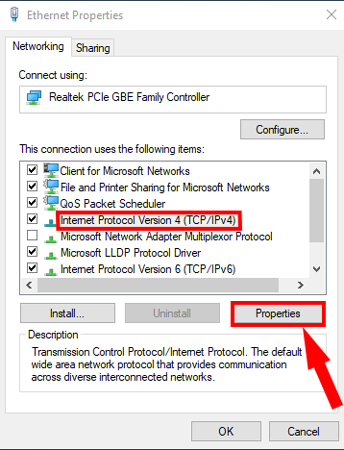 Ethernet Properties
Networking
Sharing
Connect using:
Realtek PCIe GBE Family Controller
Configure...
This connection uses the following items:
Client for Microsoft Networks
File and Printer Sharing for Microsoft Networks
QoS Packet Scheduler
Internet Protocol Version 4 (TCP/IPv4)
Microsoft Network Adapter Multiplexor Protocol
Microsoft LLDP Protocol Driver
Internet Protocol Version 6 (TCP/IPv6)
Install...
Uninstall
Properties
Description
Transmission Control Protocol/Internet Protocol. The default
wide area network protocol that provides communication
across diverse interconnected networks.
OK
Cancel